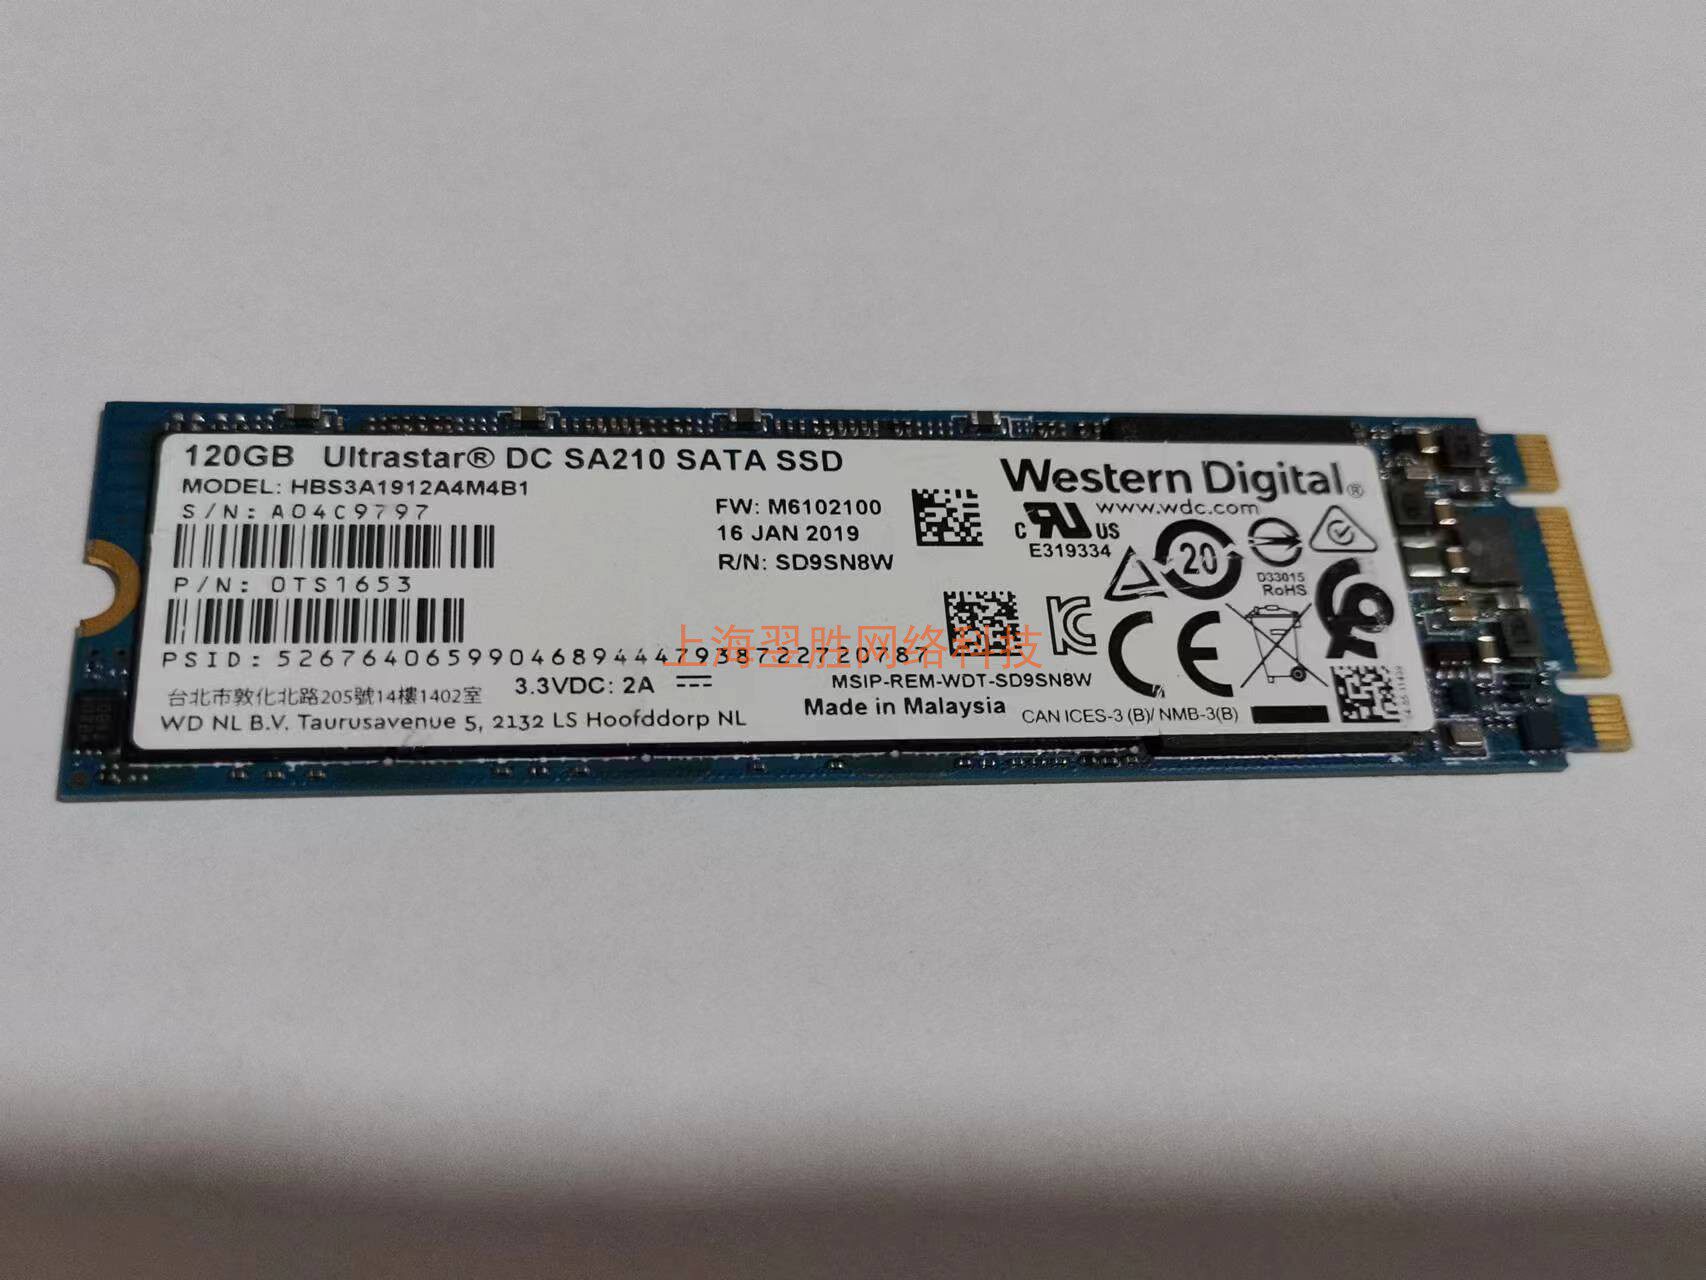 120GB Ultrastar® DC SA210 SATA SSD
MODEL: HBS3A1912A4M4B1
S/N: A04C9797
P/N: 0TS1653
FW: M6102100
16 JAN 2019
R/N: SD9SN8W
Western Digital®
www.wdc.com
C RU US
E319334
20
D33015
RoHS
PSID: 52676406599046894447938722720787
上海翌胜网络科技
台北市敦化北路205號14樓1402室
3.3VDC: 2A
MSIP-REM-WDT-SD9SN8W
WD NL B.V. Taurusavenue 5, 2132 LS Hoofddorp NL
Made in Malaysia
CAN ICES-3 (B)/ NMB-3(B)
CE